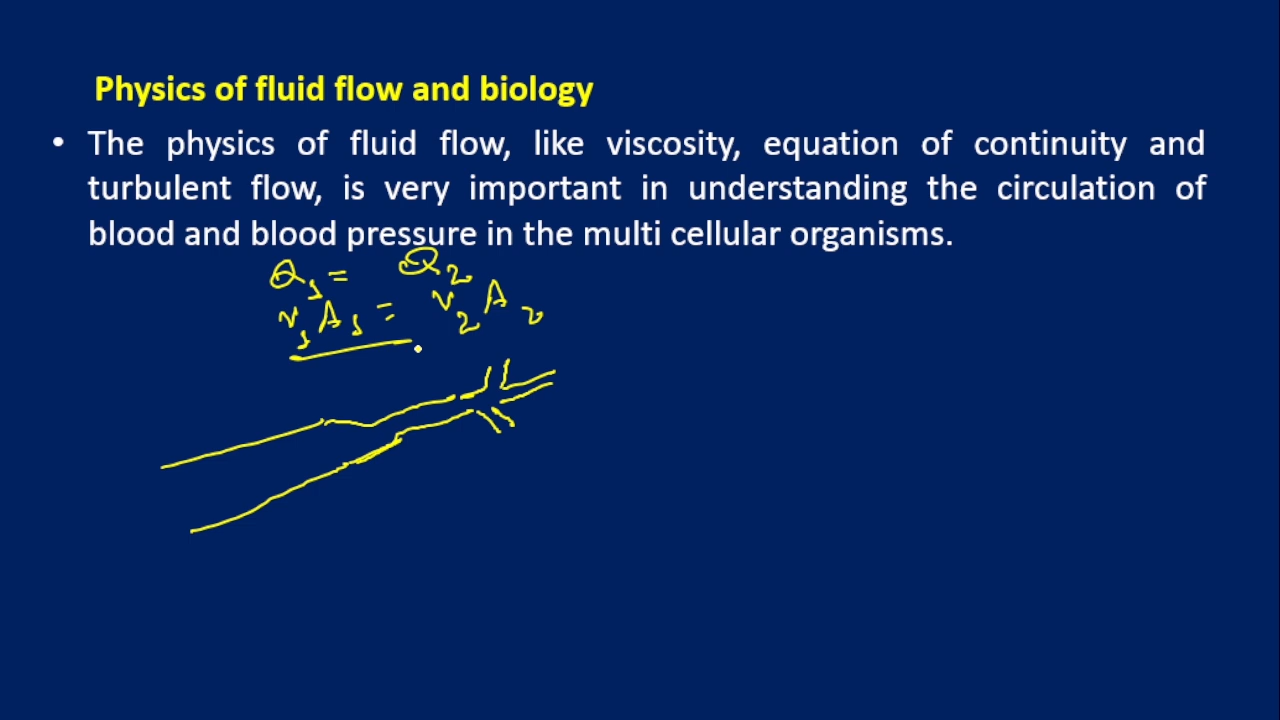 Physics of fluid flow and biology
• The physics of fluid flow, like viscosity, equation of continuity and
turbulent flow, is very important in understanding the circulation of
blood and blood pressure in the multi cellular organisms.
Q₁ = Q₂
v₁A₁ = v₂A₂